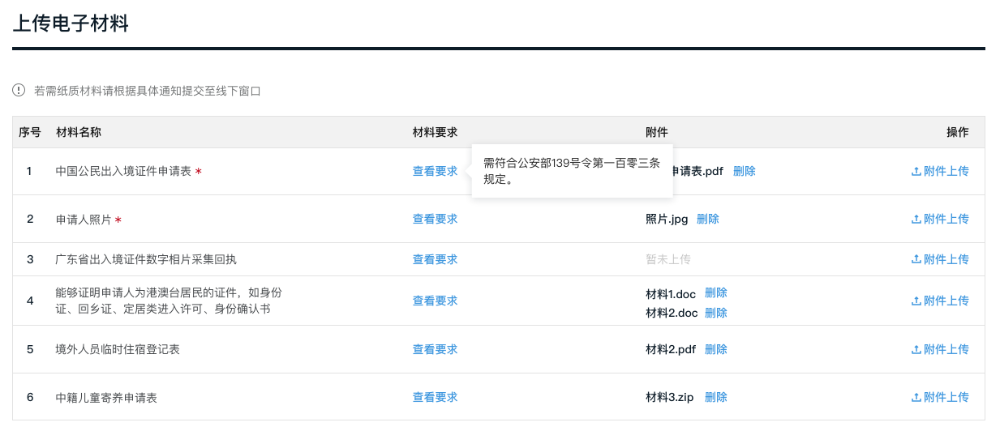 上传电子材料
若需纸质材料请根据具体通知提交至线下窗口
序号 材料名称 材料要求 附件 操作
1 中国公民出入境证件申请表 * 查看要求 需符合公安部139号令第一百零三条 申请表.pdf 删除 附件上传
规定。
2 申请人照片 * 查看要求 照片.jpg 删除 附件上传
3 广东省出入境证件数字相片采集回执 查看要求 暂未上传 附件上传
4 能够证明申请人为港澳台居民的证件，如身份 查看要求 材料1.doc 删除 附件上传
证、回乡证、定居类进入许可、身份确认书 材料2.doc 删除
5 境外人员临时住宿登记表 查看要求 材料2.pdf 删除 附件上传
6 中籍儿童寄养申请表 查看要求 材料3.zip 删除 附件上传